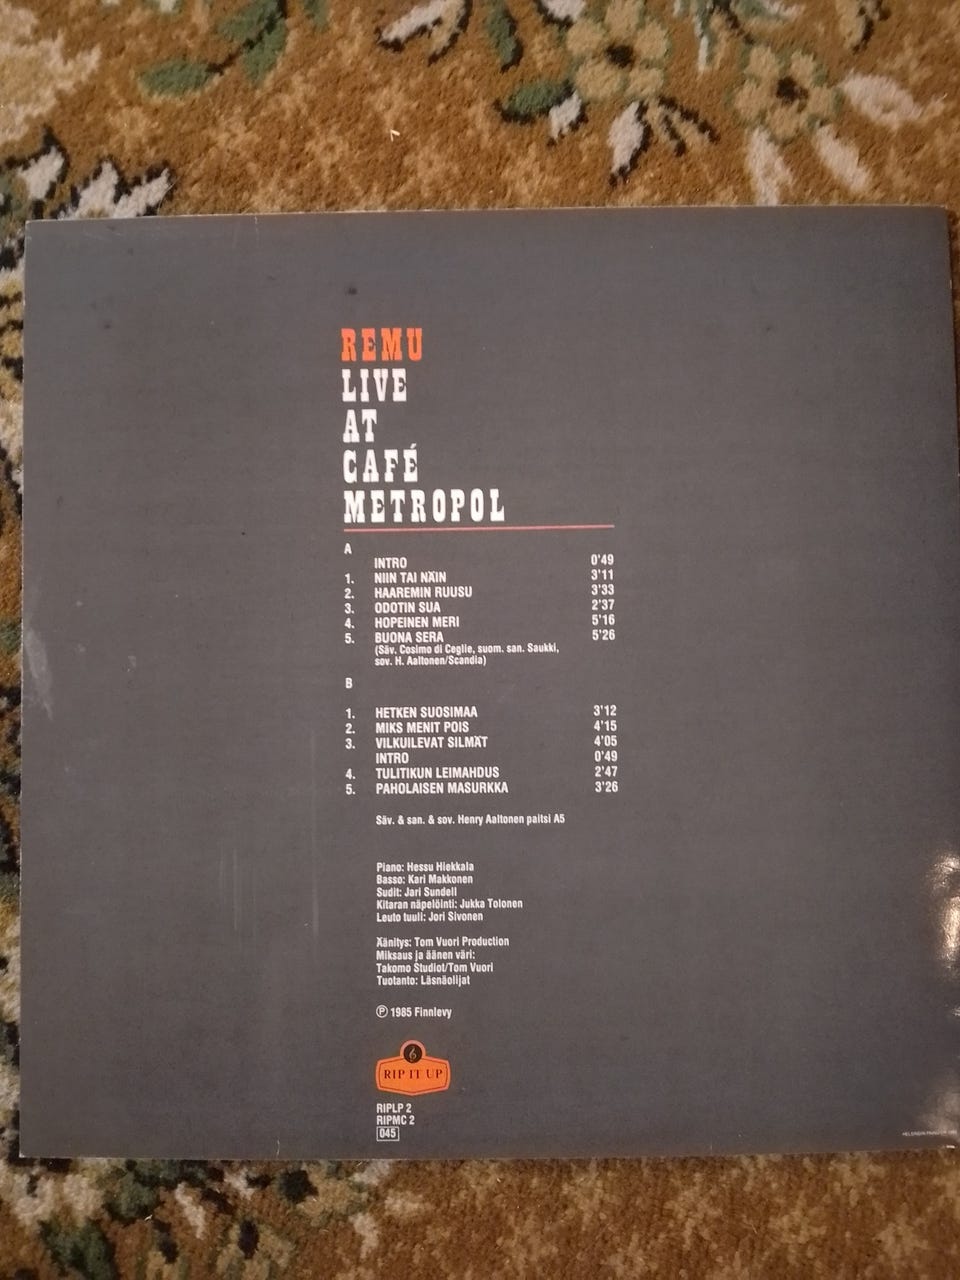 REMU
LIVE
AT
CAFÉ
METROPOL
A
INTRO 0'49
1. NIIN TAI NÄIN 3'11
2. HAAREMIN RUUSU 3'33
3. ODOTIN SUA 2'37
4. HOPEINEN MERI 5'16
5. BUONA SERA 5'26
(Säv. Cosimo di Ceglie, suom. san. Saukki,
sov. H. Aaltonen/Scandia)
B
1. HETKEN SUOSIMAA 3'12
2. MIKS MENIT POIS 4'15
3. VILKUILEVAT SILMÄT 4'05
INTRO 0'49
4. TULITIKUN LEIMAHDUS 2'47
5. PAHOLAISEN MASURKKA 3'26
Säv. & san. & sov. Henry Aaltonen paitsi A5
Piano: Hessu Hiekkala
Basso: Kari Makkonen
Sudit: Jari Sundell
Kitaran näpelöinti: Jukka Tolonen
Leuto tuuli: Jori Sivonen
Äänitys: Tom Vuori Production
Miksaus ja äänen väri:
Takomo Studiot/Tom Vuori
Tuotanto: Läsnäolijat
℗ 1985 Finnlevy
RIP IT UP
RIPLP 2
RIPMC 2
045